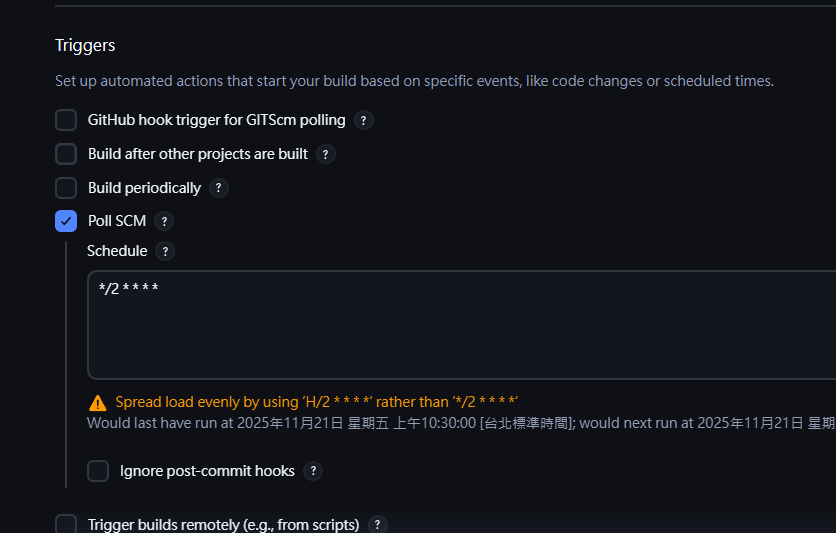 Triggers
Set up automated actions that start your build based on specific events, like code changes or scheduled times.
GitHub hook trigger for GITScm polling ?
Build after other projects are built ?
Build periodically ?
Poll SCM ?
Schedule ?
*/2 * * * *
Spread load evenly by using ‘H/2 * * * *’ rather than ‘*/2 * * * *’
Would last have run at 2025年11月21日 星期五 上午10:30:00 [台北標準時間]; would next run at 2025年11月21日 星期
Ignore post-commit hooks ?
Trigger builds remotely (e.g., from scripts) ?